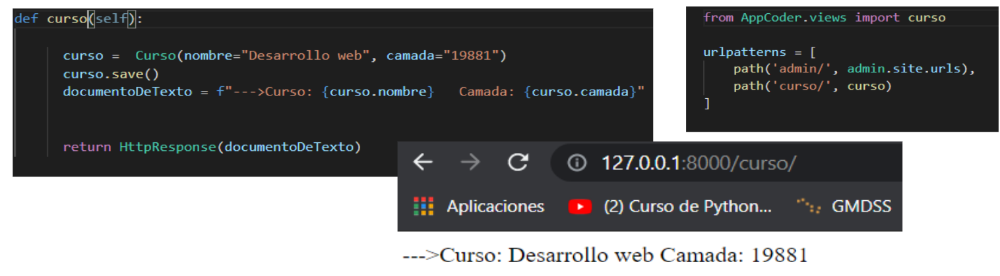 def curso(self):
curso =  Curso(nombre="Desarrollo web", camada="19881")
curso.save()
documentoDeTexto = f"--->Curso: {curso.nombre}   Camada: {curso.camada}"
return HttpResponse(documentoDeTexto)
from AppCoder.views import curso
urlpatterns = [
path('admin/', admin.site.urls),
path('curso/', curso)
]
127.0.0.1:8000/curso/
Aplicaciones (2) Curso de Python... GMDSS
--->Curso: Desarrollo web Camada: 19881